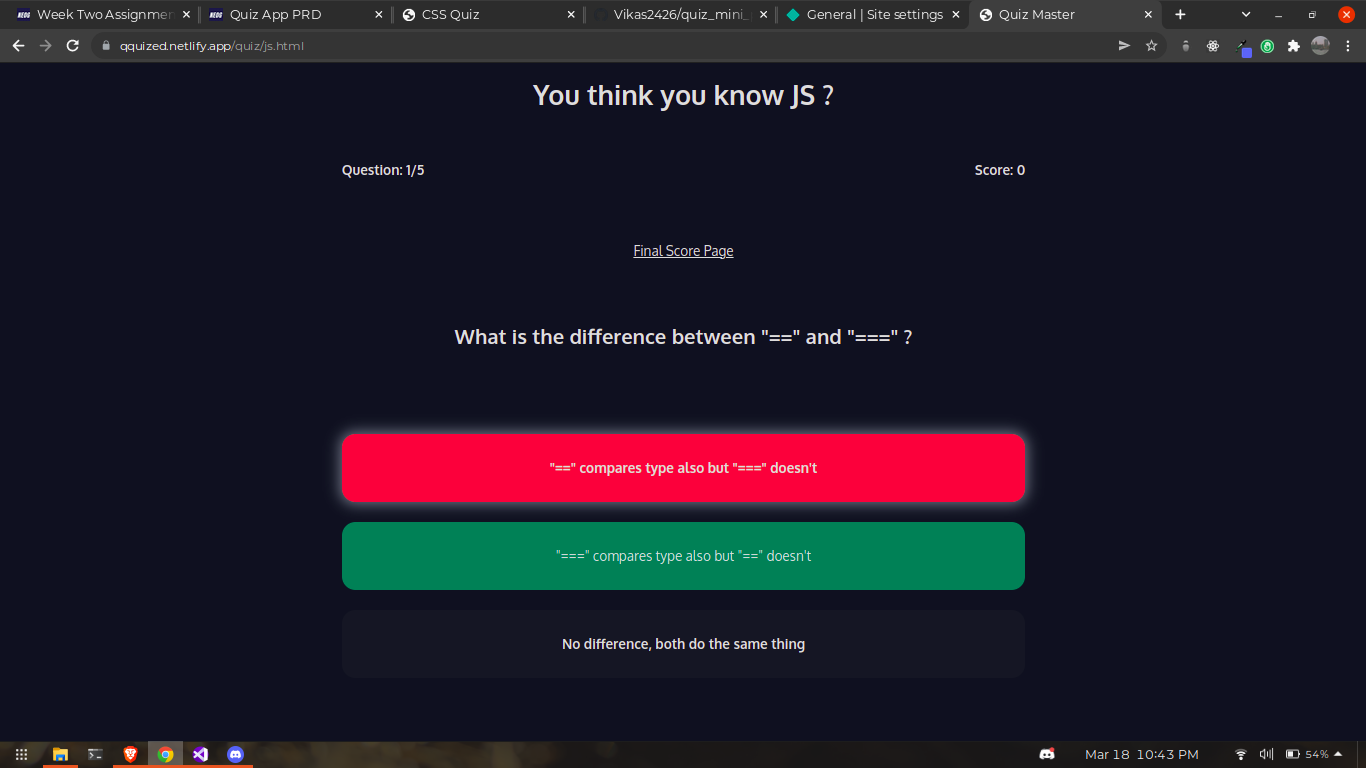 Week Two Assignmen
Quiz App PRD
CSS Quiz
Vikas2426/quiz_mini_
General | Site settings
Quiz Master
qquized.netlify.app/quiz/js.html
You think you know JS ?
Question: 1/5
Score: 0
Final Score Page
What is the difference between "==" and "===" ?
"==" compares type also but "===" doesn't
"===" compares type also but "==" doesn't
No difference, both do the same thing
Mar 18 10:43 PM
54%